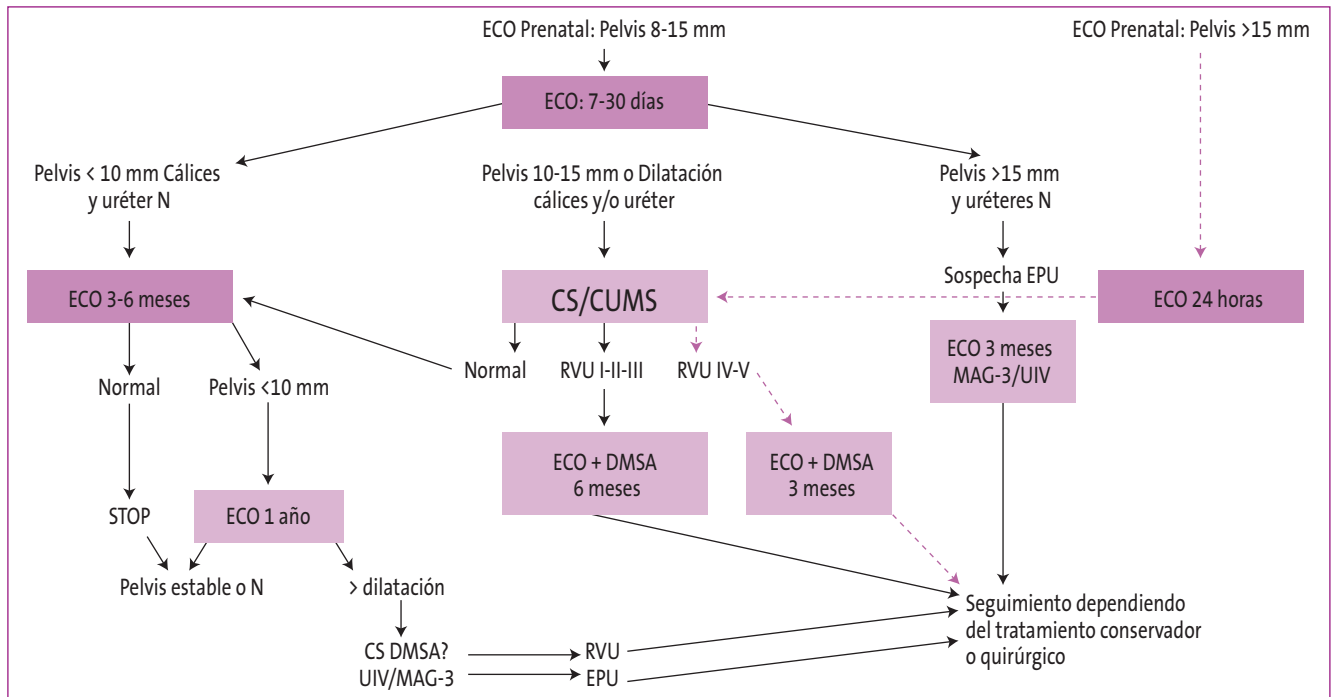 ECO Prenatal: Pelvis 8-15 mm
ECO Prenatal: Pelvis >15 mm
ECO: 7-30 días
Pelvis < 10 mm Cálices
y uréter N
Pelvis 10-15 mm o Dilatación
cálices y/o uréter
Pelvis >15 mm
y uréteres N
ECO 3-6 meses
CS/CUMS
Sospecha EPU
ECO 24 horas
Normal
Pelvis <10 mm
Normal
RVU I-II-III
RVU IV-V
ECO 3 meses
MAG-3/UIV
STOP
ECO 1 año
ECO + DMSA
6 meses
ECO + DMSA
3 meses
Pelvis estable o N
> dilatación
CS DMSA?
UIV/MAG-3
RVU
EPU
Seguimiento dependiendo
del tratamiento conservador
o quirúrgico